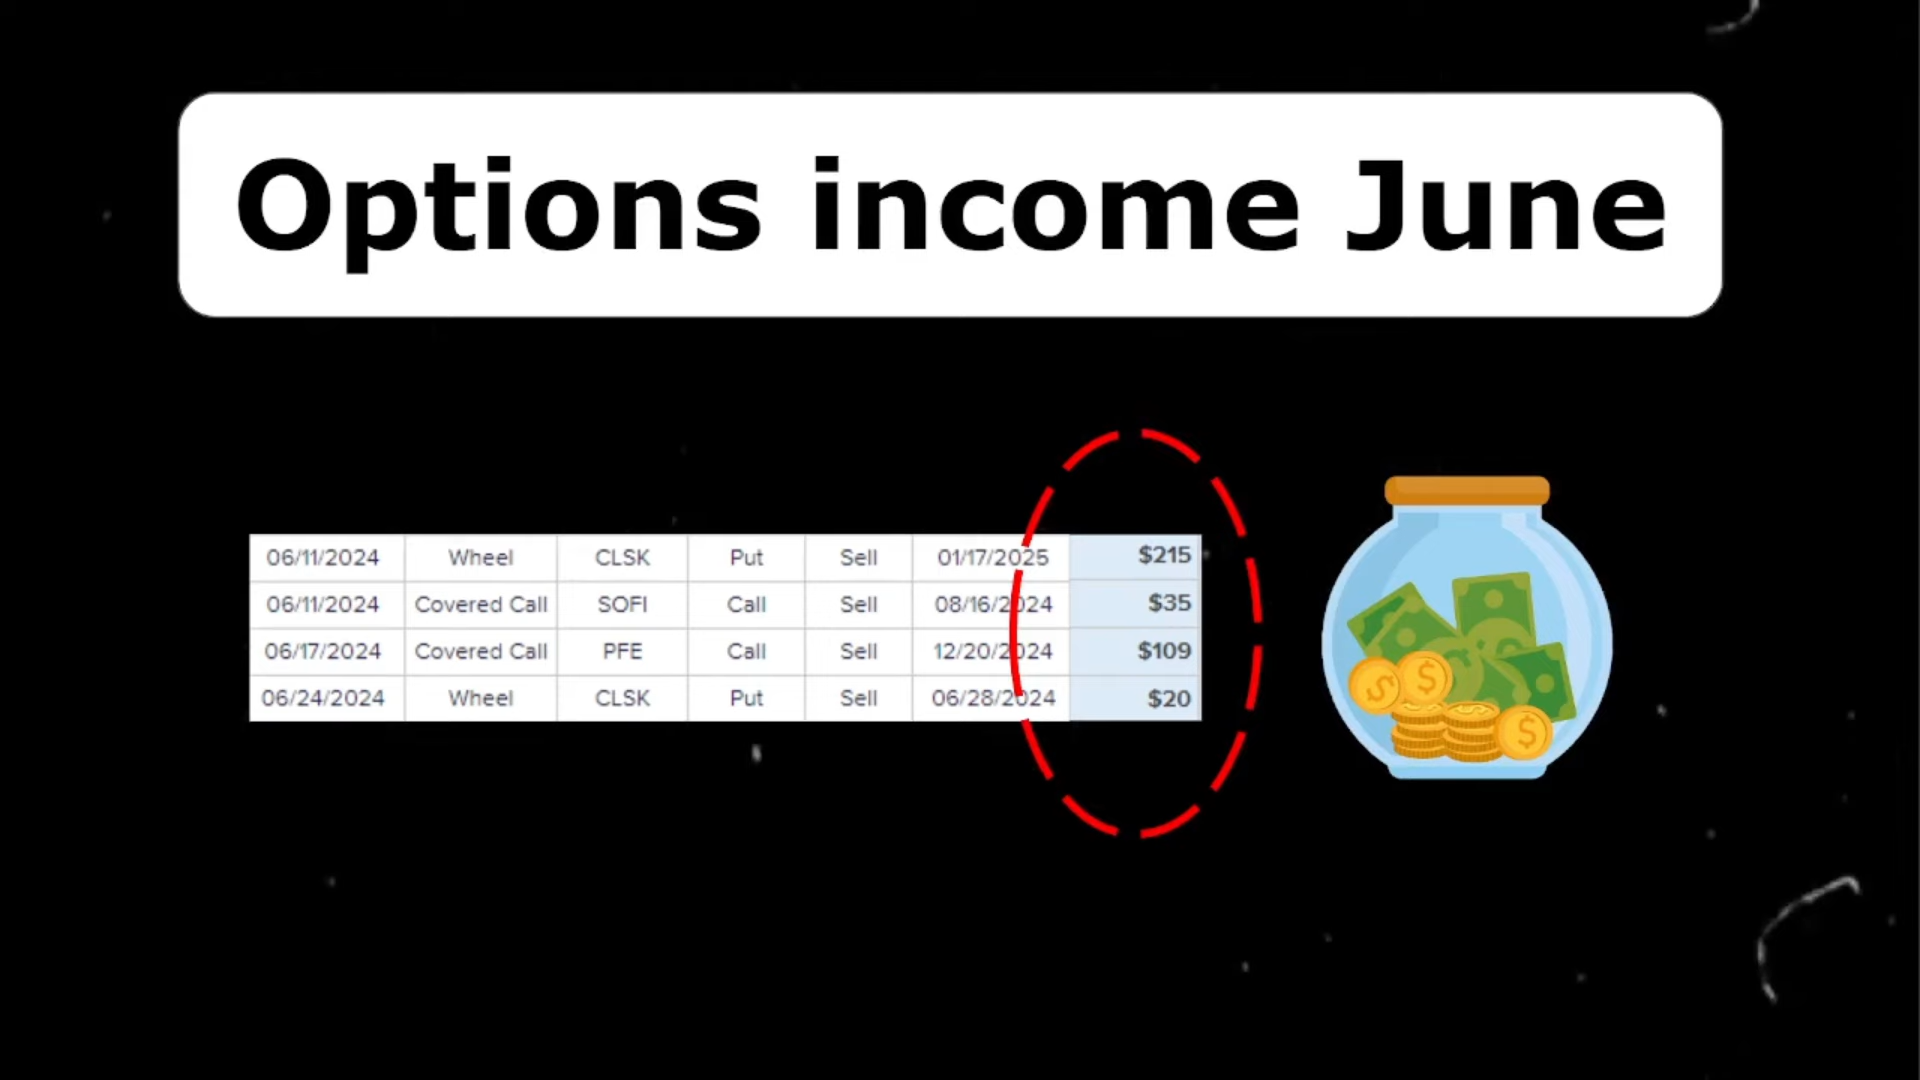 Options income June
06/11/2024 Wheel CLSK Put Sell 01/17/2025 $215
06/11/2024 Covered Call SOFI Call Sell 08/16/2024 $35
06/17/2024 Covered Call PFE Call Sell 12/20/2024 $109
06/24/2024 Wheel CLSK Put Sell 06/28/2024 $20
$ $ $